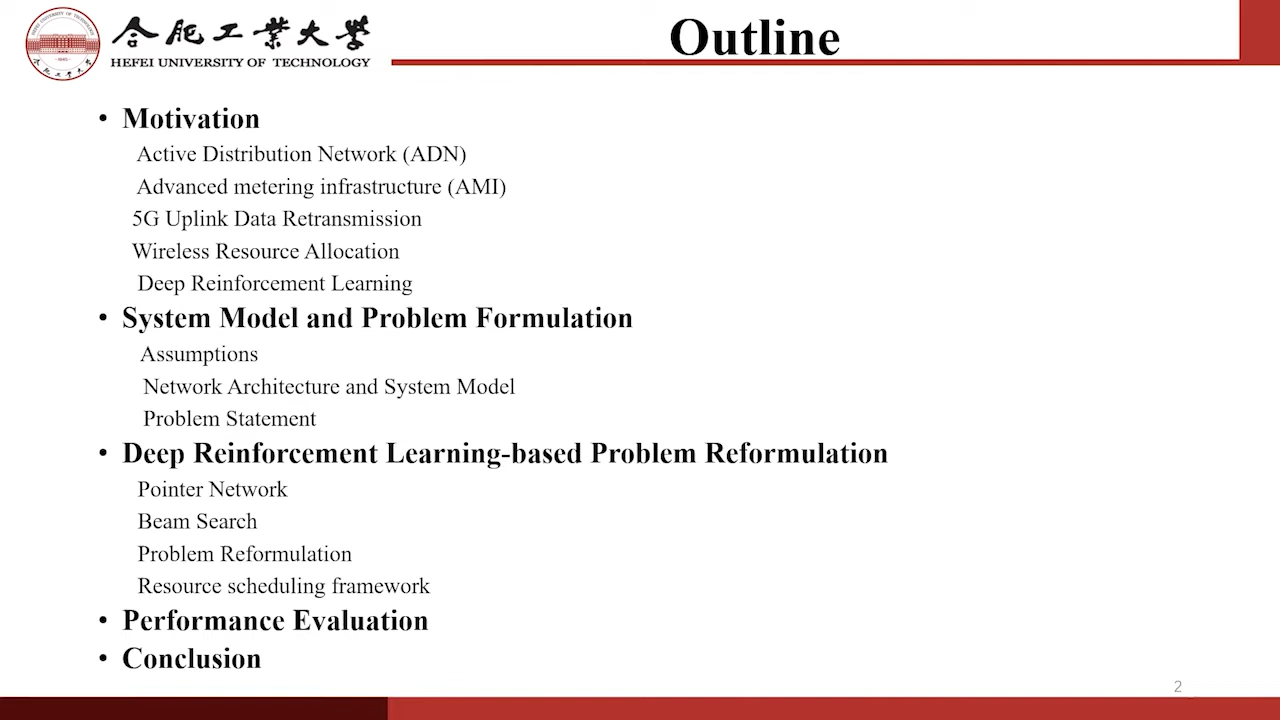 合肥工業大學
HEFEI UNIVERSITY OF TECHNOLOGY
Outline
• Motivation
Active Distribution Network (ADN)
Advanced metering infrastructure (AMI)
5G Uplink Data Retransmission
Wireless Resource Allocation
Deep Reinforcement Learning
• System Model and Problem Formulation
Assumptions
Network Architecture and System Model
Problem Statement
• Deep Reinforcement Learning-based Problem Reformulation
Pointer Network
Beam Search
Problem Reformulation
Resource scheduling framework
• Performance Evaluation
• Conclusion
2